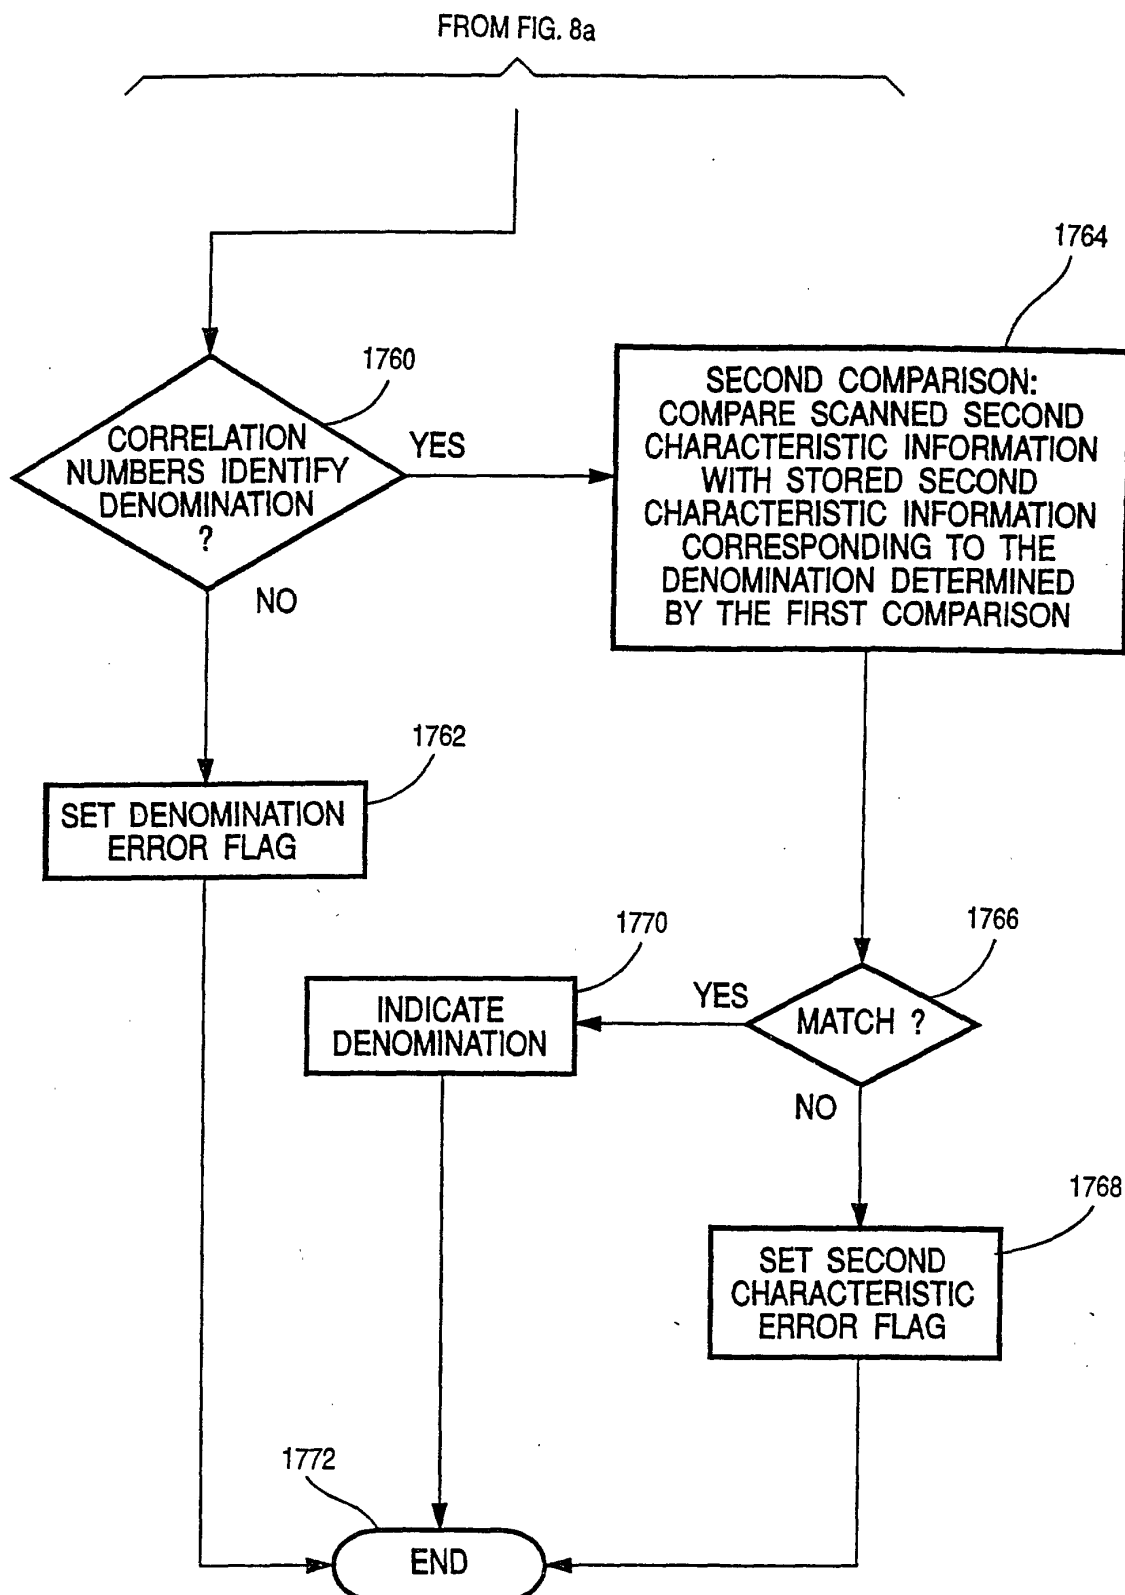 FROM FIG. 8a
1764
1760
CORRELATION
NUMBERS IDENTIFY
DENOMINATION
?
YES
NO
SECOND COMPARISON:
COMPARE SCANNED SECOND
CHARACTERISTIC INFORMATION
WITH STORED SECOND
CHARACTERISTIC INFORMATION
CORRESPONDING TO THE
DENOMINATION DETERMINED
BY THE FIRST COMPARISON
1762
SET DENOMINATION
ERROR FLAG
1770
INDICATE
DENOMINATION
1766
YES
MATCH ?
NO
1768
SET SECOND
CHARACTERISTIC
ERROR FLAG
1772
END